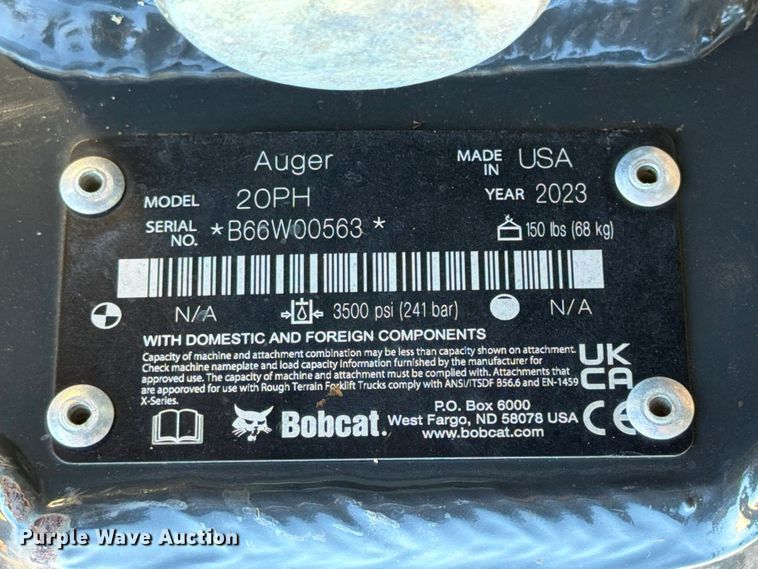 Auger MADE IN USA
MODEL 20PH YEAR 2023
SERIAL NO. *B66W00563* 150 lbs (68 kg)
N/A 3500 psi (241 bar) N/A
WITH DOMESTIC AND FOREIGN COMPONENTS
Capacity of machine and attachment combination may be less than capacity shown on attachment.
Check machine nameplate and load capacity information furnished by the manufacturer for
approved use. The capacity of machine and attachment must be complied with. Attachments that
are approved for use with Rough Terrain Forklift Trucks comply with ANSI/ITSDF B56.6 and EN-1459
X-Series.
UK
CA
Bobcat.
P.O. Box 6000
West Fargo, ND 58078 USA
www.bobcat.com
CE
Purple Wave Auction